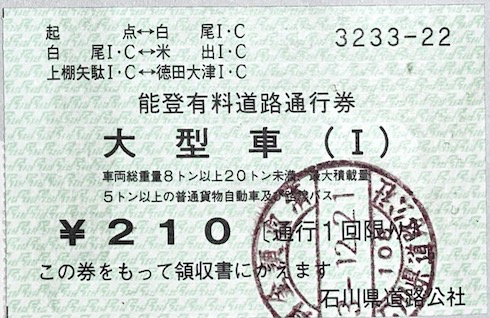 起点↔白尾I·C
白尾I·C↔米出I·C
上棚矢駄I·C↔徳田大津I·C
3233-22
能登有料道路通行券
大型車(I)
車両総重量8トン以上20トン未満、最大積載量
5トン以上の普通貨物自動車及び路線バス
¥210 (通行1回限)
この券をもって領収書にかえます
石川県道路公社